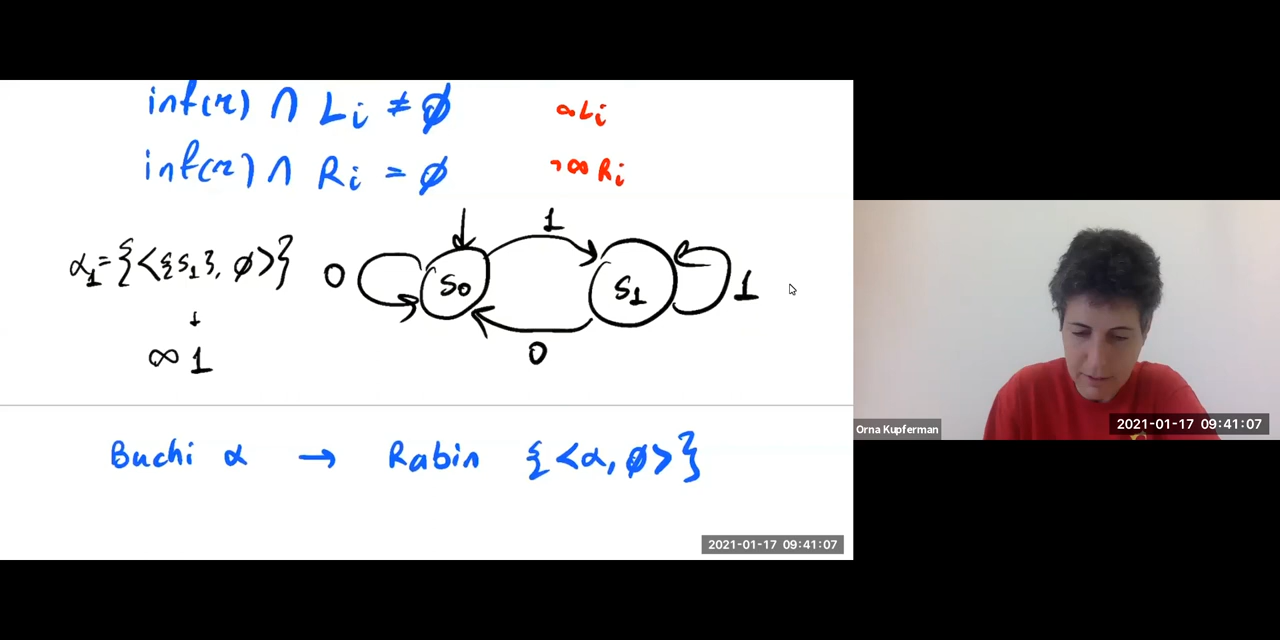 inf(r) ∩ Li ≠ ∅ ∞Li
inf(r) ∩ Ri = ∅ ¬∞Ri
1
α1={<{s1}, ∅>} 0 s0 s1 1
↓
∞ 1
0
Buchi α → Rabin {<α, ∅>}
Orna Kupferman
2021-01-17 09:41:07
2021-01-17 09:41:07